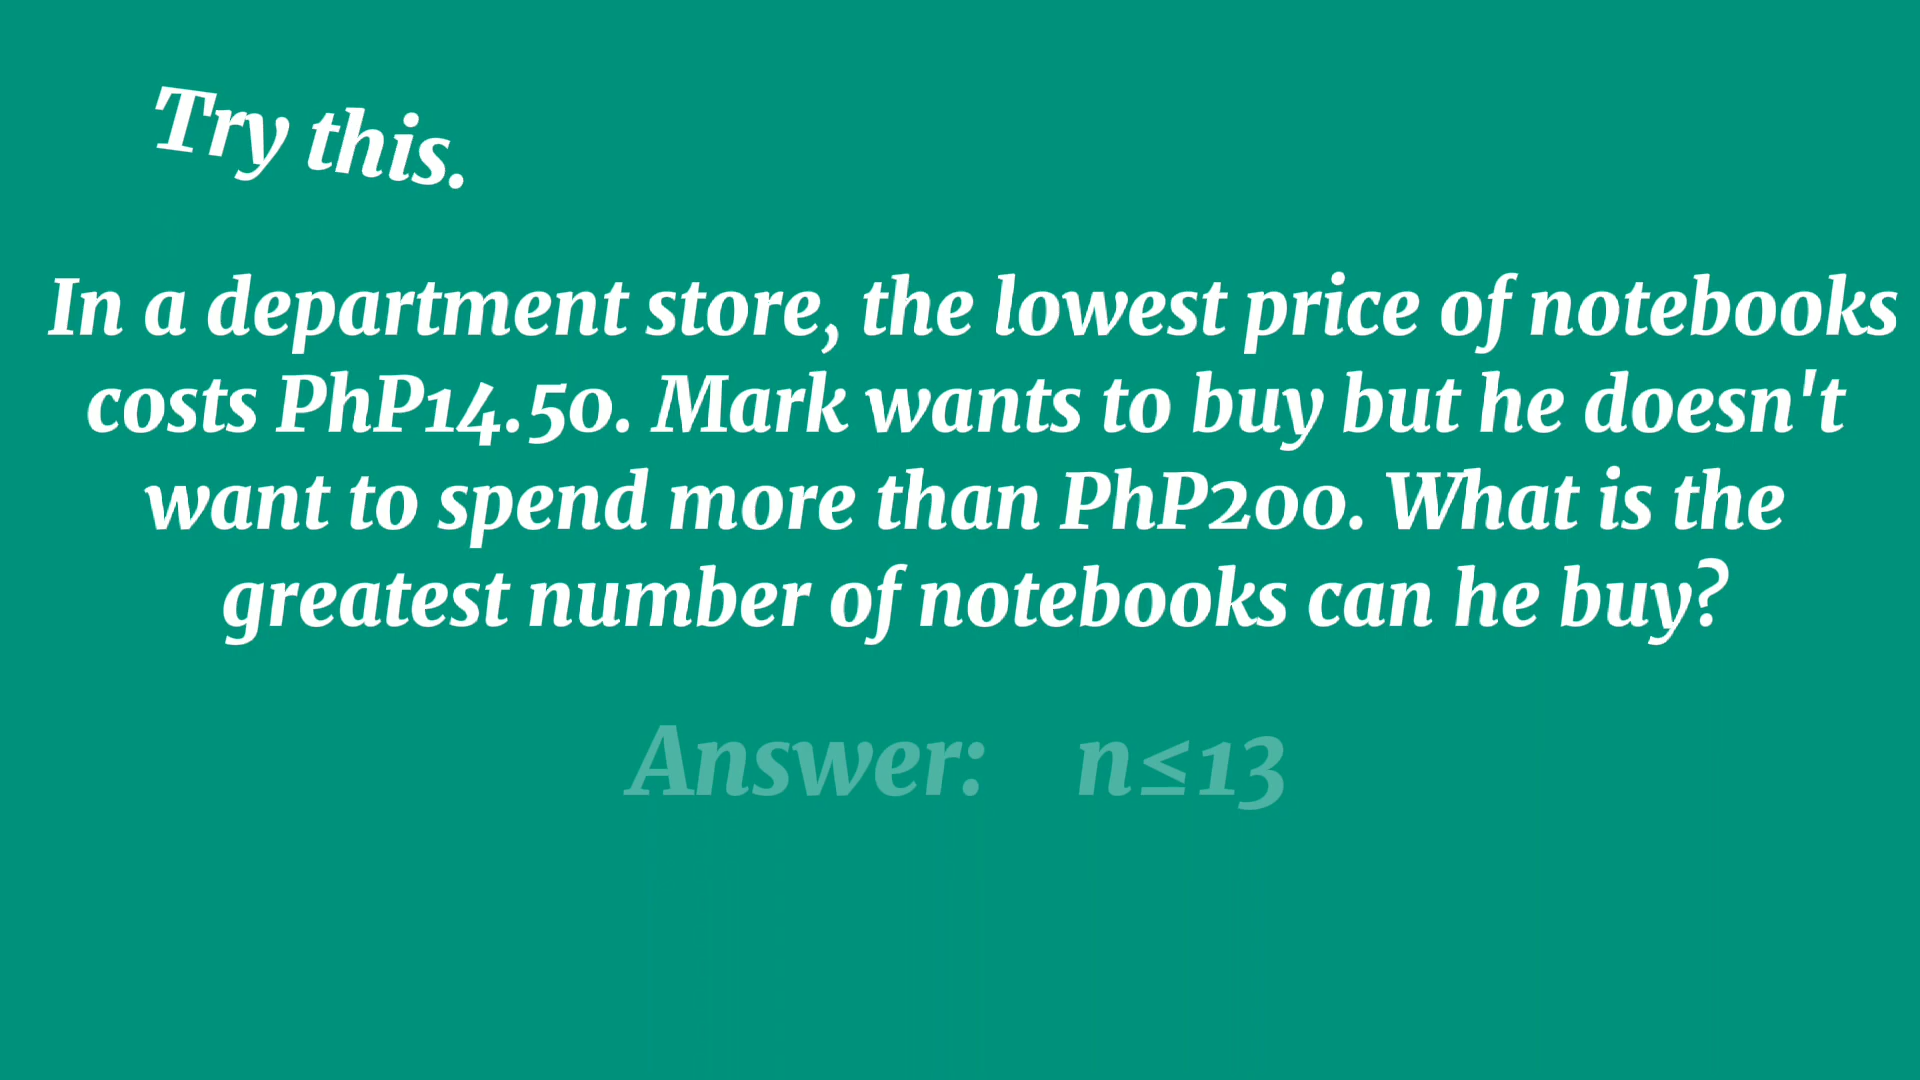 Try this.
In a department store, the lowest price of notebooks
costs PhP14.50. Mark wants to buy but he doesn't
want to spend more than PhP200. What is the
greatest number of notebooks can he buy?
Answer: n≤13